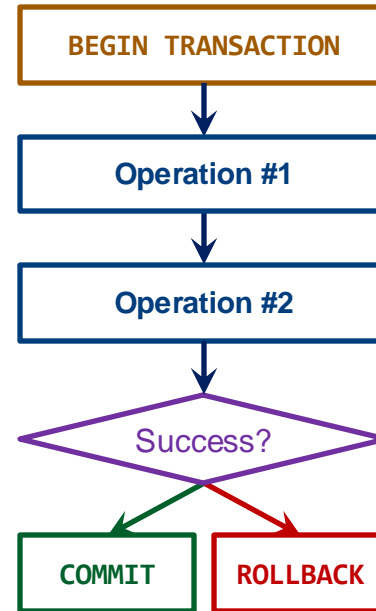 BEGIN TRANSACTION
Operation #1
Operation #2
Success?
COMMIT
ROLLBACK